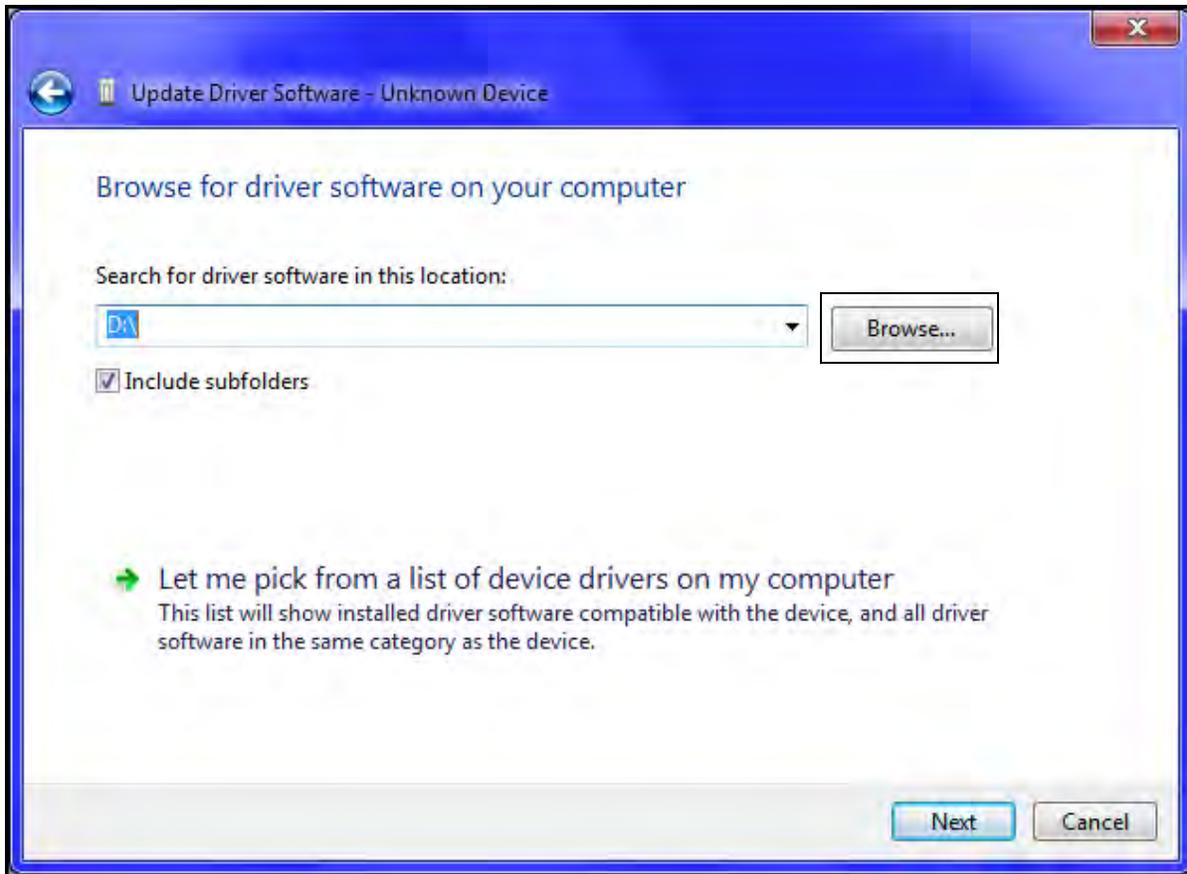 Update Driver Software - Unknown Device
Browse for driver software on your computer
Search for driver software in this location:
D:\
Browse...
Include subfolders
Let me pick from a list of device drivers on my computer
This list will show installed driver software compatible with the device, and all driver
software in the same category as the device.
Next
Cancel